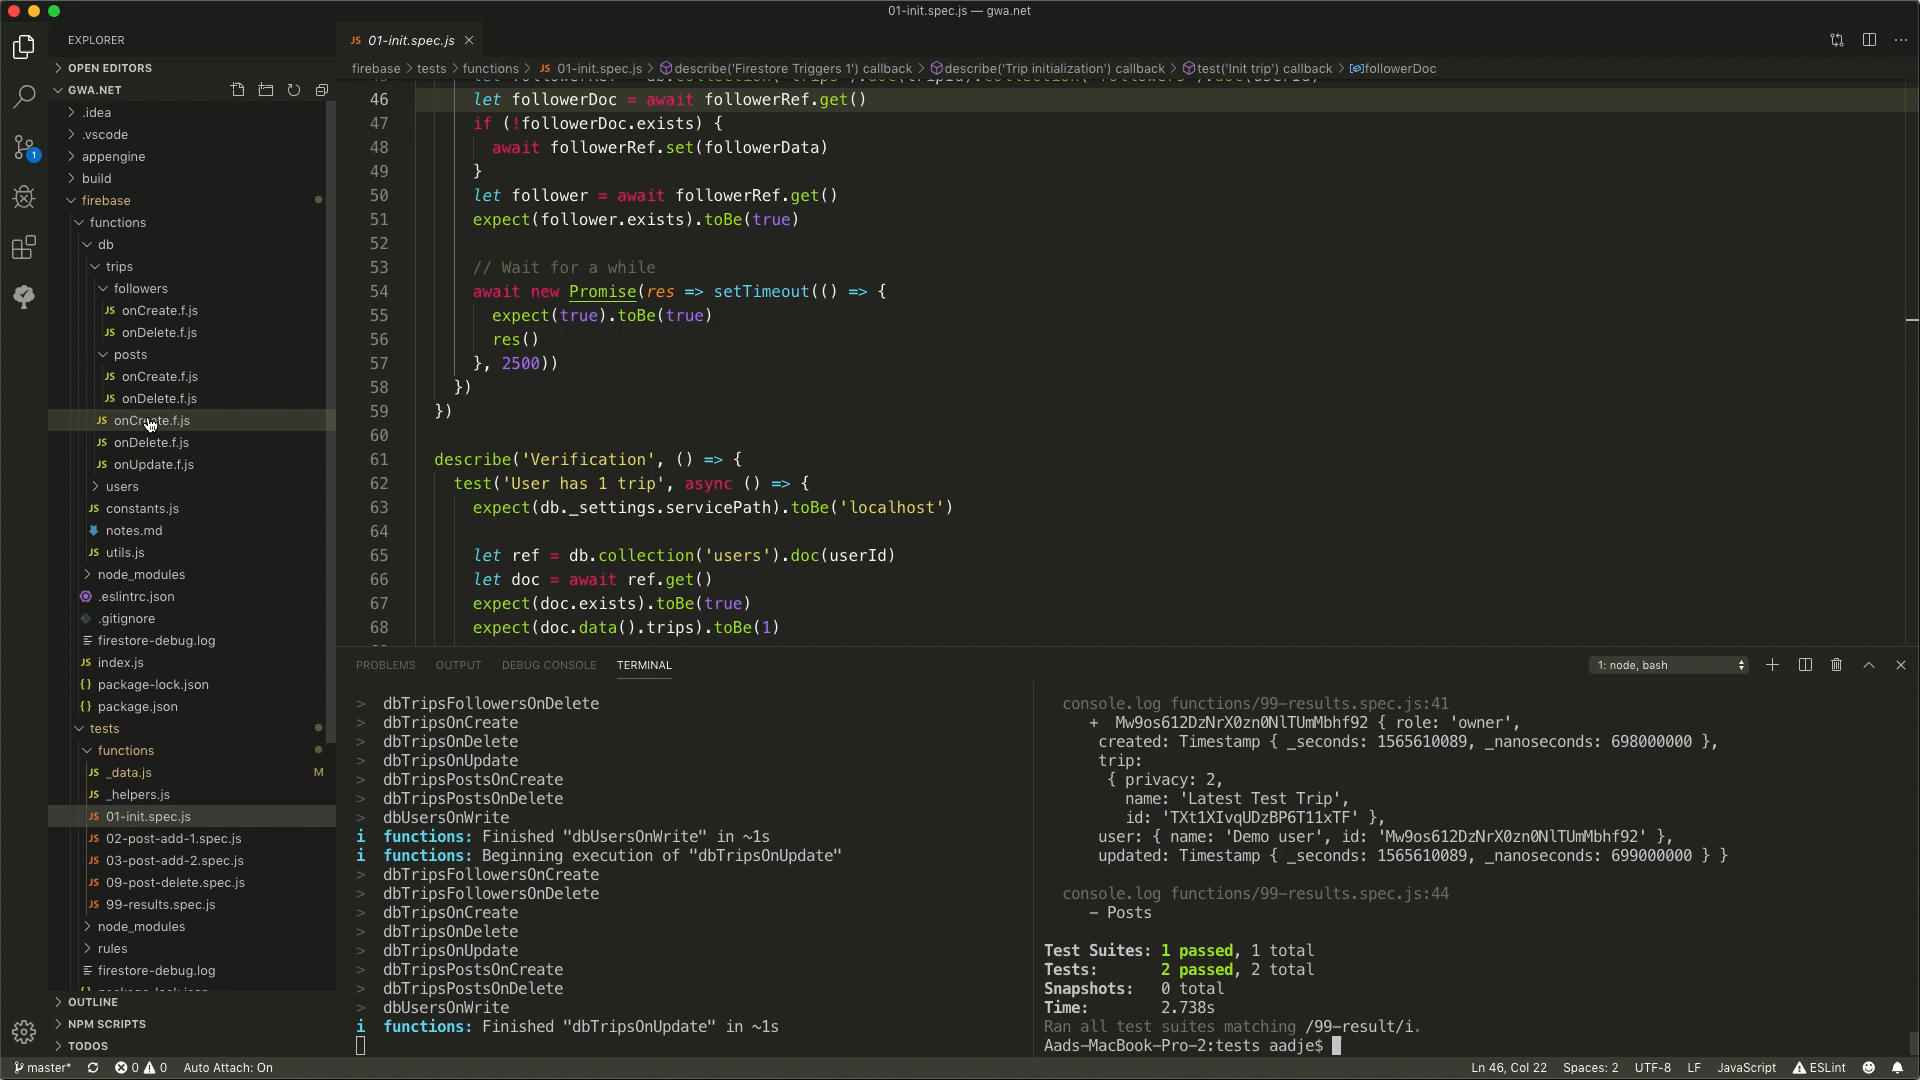 01-init.spec.js — gwa.net
EXPLORER
OPEN EDITORS
GWA.NET
.idea
.vscode
appengine
build
firebase
functions
db
trips
followers
JS onCreate.f.js
JS onDelete.f.js
posts
JS onCreate.f.js
JS onDelete.f.js
JS onCreate.f.js
JS onDelete.f.js
JS onUpdate.f.js
users
JS constants.js
notes.md
JS utils.js
node_modules
.eslintrc.json
.gitignore
firestore-debug.log
JS index.js
{} package-lock.json
{} package.json
tests
functions
JS _data.js M
JS _helpers.js
JS 01-init.spec.js
JS 02-post-add-1.spec.js
JS 03-post-add-2.spec.js
JS 09-post-delete.spec.js
JS 99-results.spec.js
node_modules
rules
firestore-debug.log
OUTLINE
NPM SCRIPTS
TODOS
1
JS 01-init.spec.js ×
firebase > tests > functions > JS 01-init.spec.js > describe('Firestore Triggers 1') callback > describe('Trip initialization') callback > test('Init trip') callback > followerDoc
46 let followerDoc = await followerRef.get()
47 if (!followerDoc.exists) {
48 await followerRef.set(followerData)
49 }
50 let follower = await followerRef.get()
51 expect(follower.exists).toBe(true)
52
53 // Wait for a while
54 await new Promise(res => setTimeout(() => {
55 expect(true).toBe(true)
56 res()
57 }, 2500))
58 })
59 })
60
61 describe('Verification', () => {
62 test('User has 1 trip', async () => {
63 expect(db._settings.servicePath).toBe('localhost')
64
65 let ref = db.collection('users').doc(userId)
66 let doc = await ref.get()
67 expect(doc.exists).toBe(true)
68 expect(doc.data().trips).toBe(1)
PROBLEMS OUTPUT DEBUG CONSOLE TERMINAL
1: node, bash
> dbTripsFollowersOnDelete
> dbTripsOnCreate
> dbTripsOnDelete
> dbTripsOnUpdate
> dbTripsPostsOnCreate
> dbTripsPostsOnDelete
> dbUsersOnWrite
i functions: Finished "dbUsersOnWrite" in ~1s
i functions: Beginning execution of "dbTripsOnUpdate"
> dbTripsFollowersOnCreate
> dbTripsFollowersOnDelete
> dbTripsOnCreate
> dbTripsOnDelete
> dbTripsOnUpdate
> dbTripsPostsOnCreate
> dbTripsPostsOnDelete
> dbUsersOnWrite
i functions: Finished "dbTripsOnUpdate" in ~1s
console.log functions/99-results.spec.js:41
+ Mw9os612DzNrX0zn0NlTUmMbhf92 { role: 'owner',
created: Timestamp { _seconds: 1565610089, _nanoseconds: 698000000 },
trip:
{ privacy: 2,
name: 'Latest Test Trip',
id: 'TXt1XIvqUDzBP6T11xTF' },
user: { name: 'Demo user', id: 'Mw9os612DzNrX0zn0NlTUmMbhf92' },
updated: Timestamp { _seconds: 1565610089, _nanoseconds: 699000000 } }
console.log functions/99-results.spec.js:44
– Posts
Test Suites: 1 passed, 1 total
Tests: 2 passed, 2 total
Snapshots: 0 total
Time: 2.738s
Ran all test suites matching /99-result/i.
Aads-MacBook-Pro-2:tests aadje$
master* 0 0 Auto Attach: On
Ln 46, Col 22 Spaces: 2 UTF-8 LF JavaScript ESLint